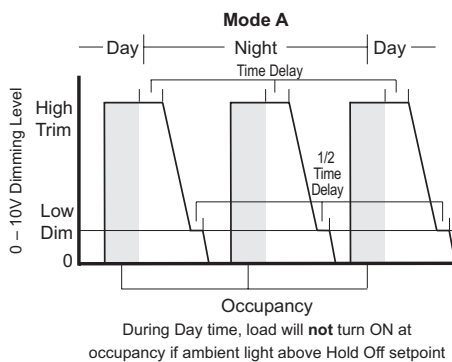 Mode A
Day
Night
Day
Time Delay
0 – 10V Dimming Level
High
Trim
1/2
Time
Delay
Low
Dim
0
Occupancy
During Day time, load will not turn ON at
occupancy if ambient light above Hold Off setpoint